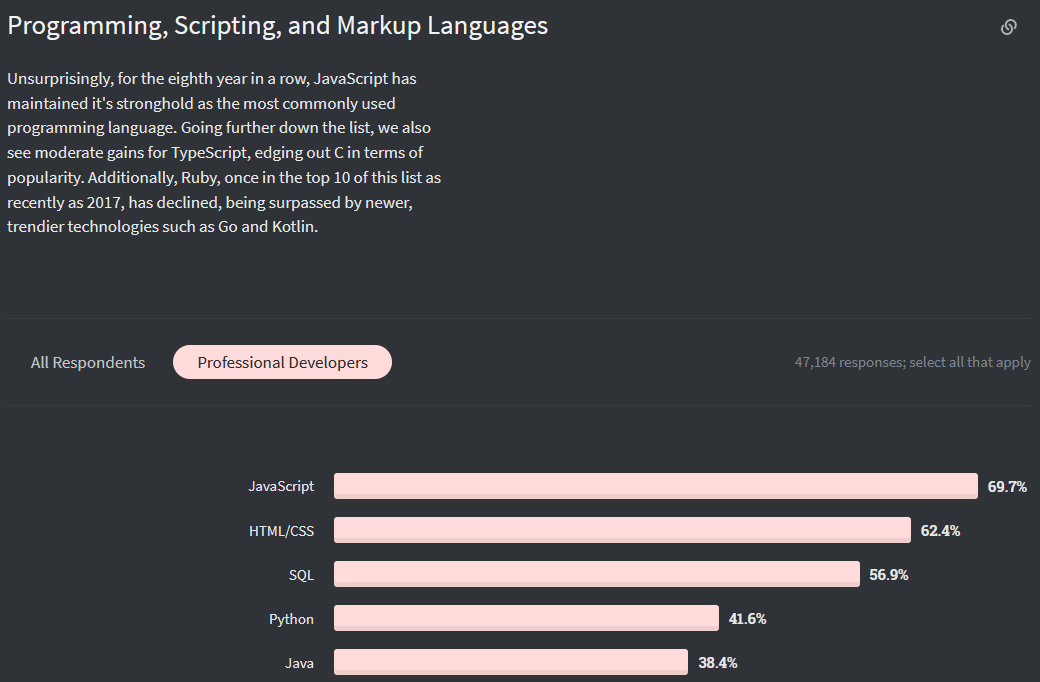 Programming, Scripting, and Markup Languages
Unsurprisingly, for the eighth year in a row, JavaScript has
maintained it's stronghold as the most commonly used
programming language. Going further down the list, we also
see moderate gains for TypeScript, edging out C in terms of
popularity. Additionally, Ruby, once in the top 10 of this list as
recently as 2017, has declined, being surpassed by newer,
trendier technologies such as Go and Kotlin.
All Respondents Professional Developers 47,184 responses; select all that apply
JavaScript 69.7%
HTML/CSS 62.4%
SQL 56.9%
Python 41.6%
Java 38.4%